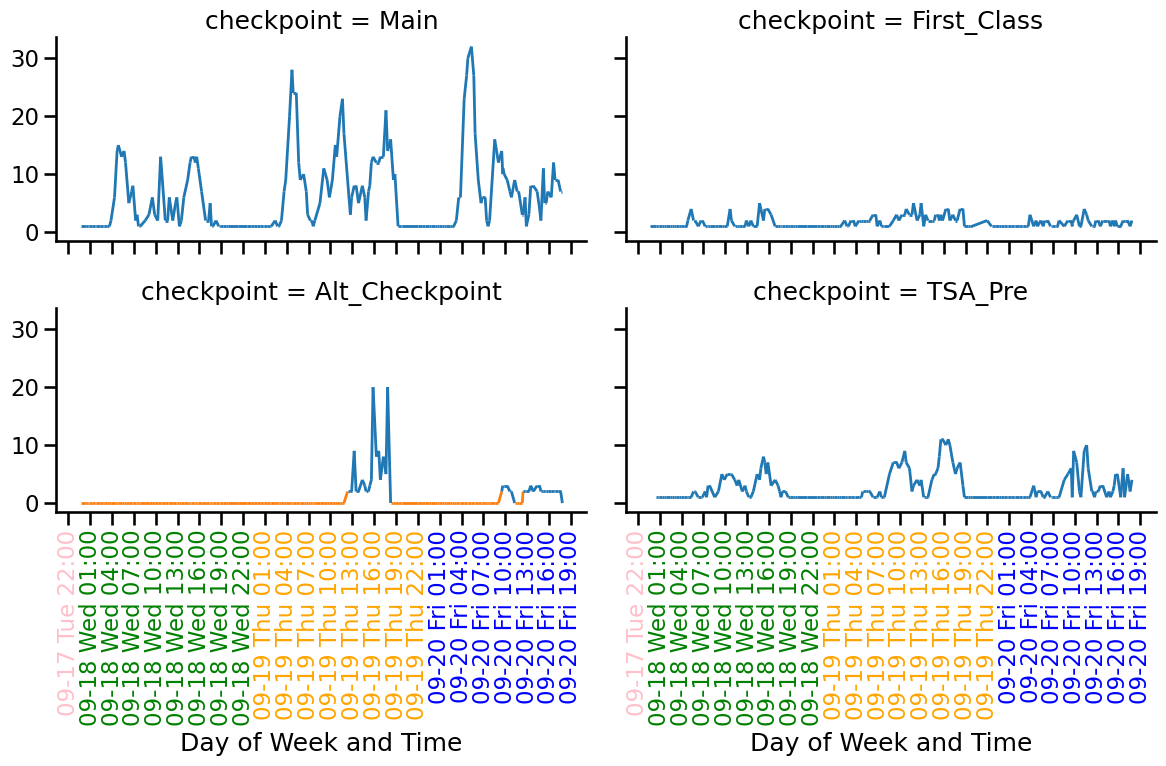 checkpoint = Main
checkpoint = First_Class
30
20
10
0
checkpoint = Alt_Checkpoint
checkpoint = TSA_Pre
30
20
10
0
09-17 Tue 22:00
09-18 Wed 01:00
09-18 Wed 04:00
09-18 Wed 07:00
09-18 Wed 10:00
09-18 Wed 13:00
09-18 Wed 16:00
09-18 Wed 19:00
09-18 Wed 22:00
09-19 Thu 01:00
09-19 Thu 04:00
09-19 Thu 07:00
09-19 Thu 10:00
09-19 Thu 13:00
09-19 Thu 16:00
09-19 Thu 19:00
09-19 Thu 22:00
09-20 Fri 01:00
09-20 Fri 04:00
09-20 Fri 07:00
09-20 Fri 10:00
09-20 Fri 13:00
09-20 Fri 16:00
09-20 Fri 19:00
09-17 Tue 22:00
09-18 Wed 01:00
09-18 Wed 04:00
09-18 Wed 07:00
09-18 Wed 10:00
09-18 Wed 13:00
09-18 Wed 16:00
09-18 Wed 19:00
09-18 Wed 22:00
09-19 Thu 01:00
09-19 Thu 04:00
09-19 Thu 07:00
09-19 Thu 10:00
09-19 Thu 13:00
09-19 Thu 16:00
09-19 Thu 19:00
09-19 Thu 22:00
09-20 Fri 01:00
09-20 Fri 04:00
09-20 Fri 07:00
09-20 Fri 10:00
09-20 Fri 13:00
09-20 Fri 16:00
09-20 Fri 19:00
Day of Week and Time
Day of Week and Time